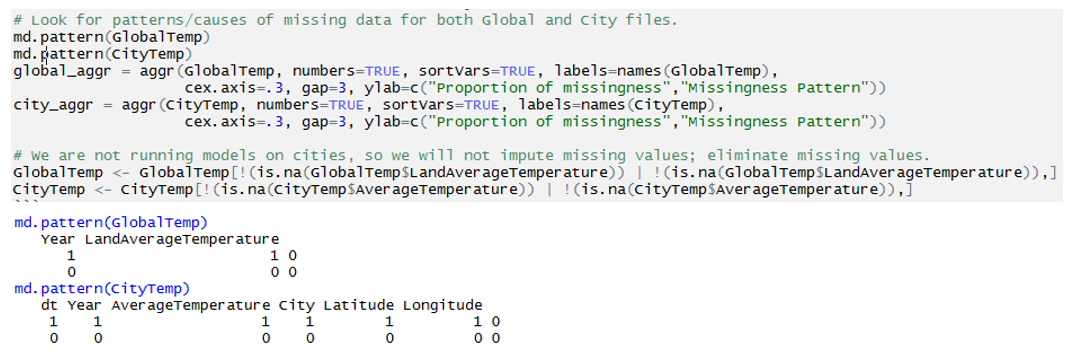 # Look for patterns/causes of missing data for both Global and City files.
md.pattern(GlobalTemp)
md.pattern(CityTemp)
global_aggr = aggr(GlobalTemp, numbers=TRUE, sortVars=TRUE, labels=names(GlobalTemp),
cex.axis=.3, gap=3, ylab=c("Proportion of missingness","Missingness Pattern"))
city_aggr = aggr(CityTemp, numbers=TRUE, sortVars=TRUE, labels=names(CityTemp),
cex.axis=.3, gap=3, ylab=c("Proportion of missingness","Missingness Pattern"))
# We are not running models on cities, so we will not impute missing values; eliminate missing values.
GlobalTemp <- GlobalTemp[!(is.na(GlobalTemp$LandAverageTemperature)) | !(is.na(GlobalTemp$LandAverageTemperature)),]
CityTemp <- CityTemp[!(is.na(CityTemp$AverageTemperature)) | !(is.na(CityTemp$AverageTemperature)),]
```
md.pattern(GlobalTemp)
Year LandAverageTemperature
1 1 0
0 0 0
md.pattern(CityTemp)
dt Year AverageTemperature City Latitude Longitude
1 1 1 1 1 1 0
0 0 0 0 0 0 0